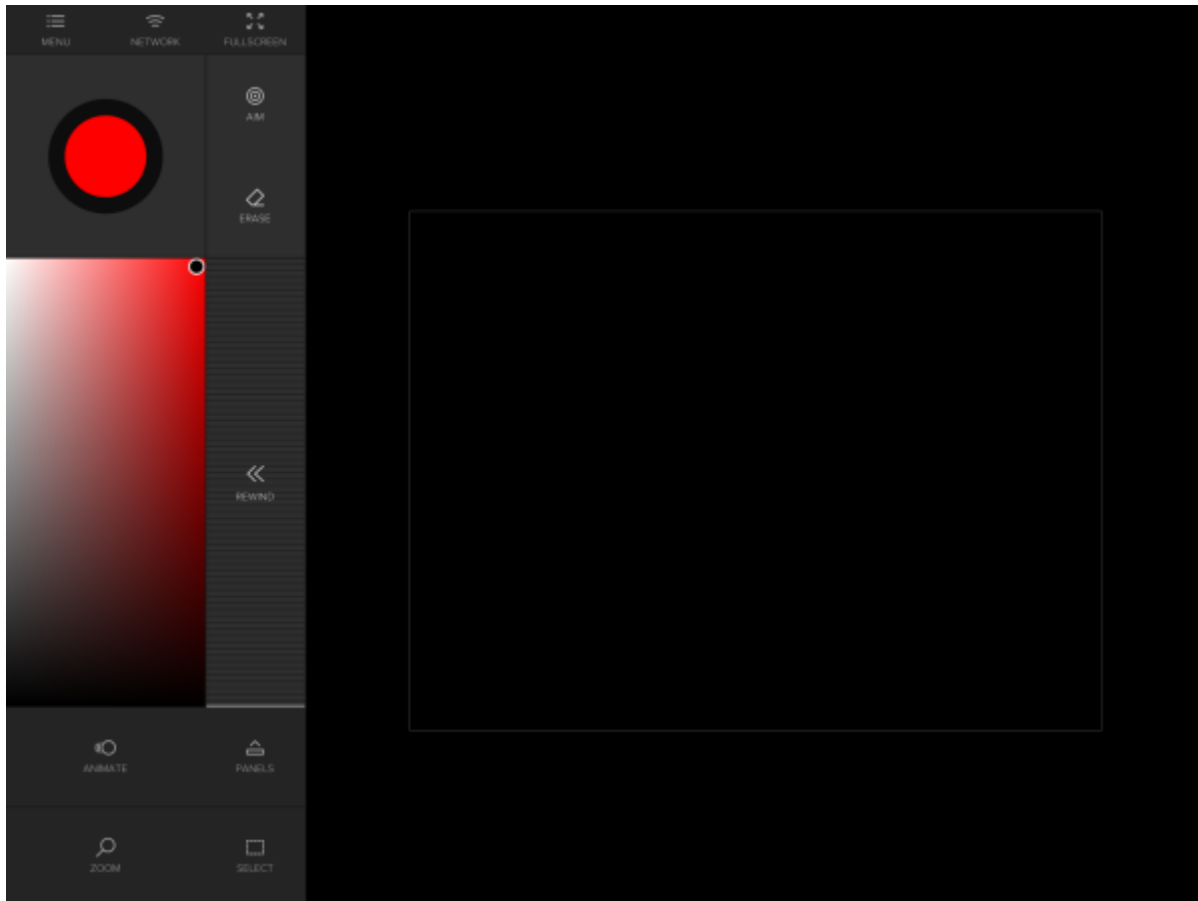 MENU
NETWORK
FULLSCREEN
AIM
ERASE
REWIND
ANIMATE
PANELS
ZOOM
SELECT